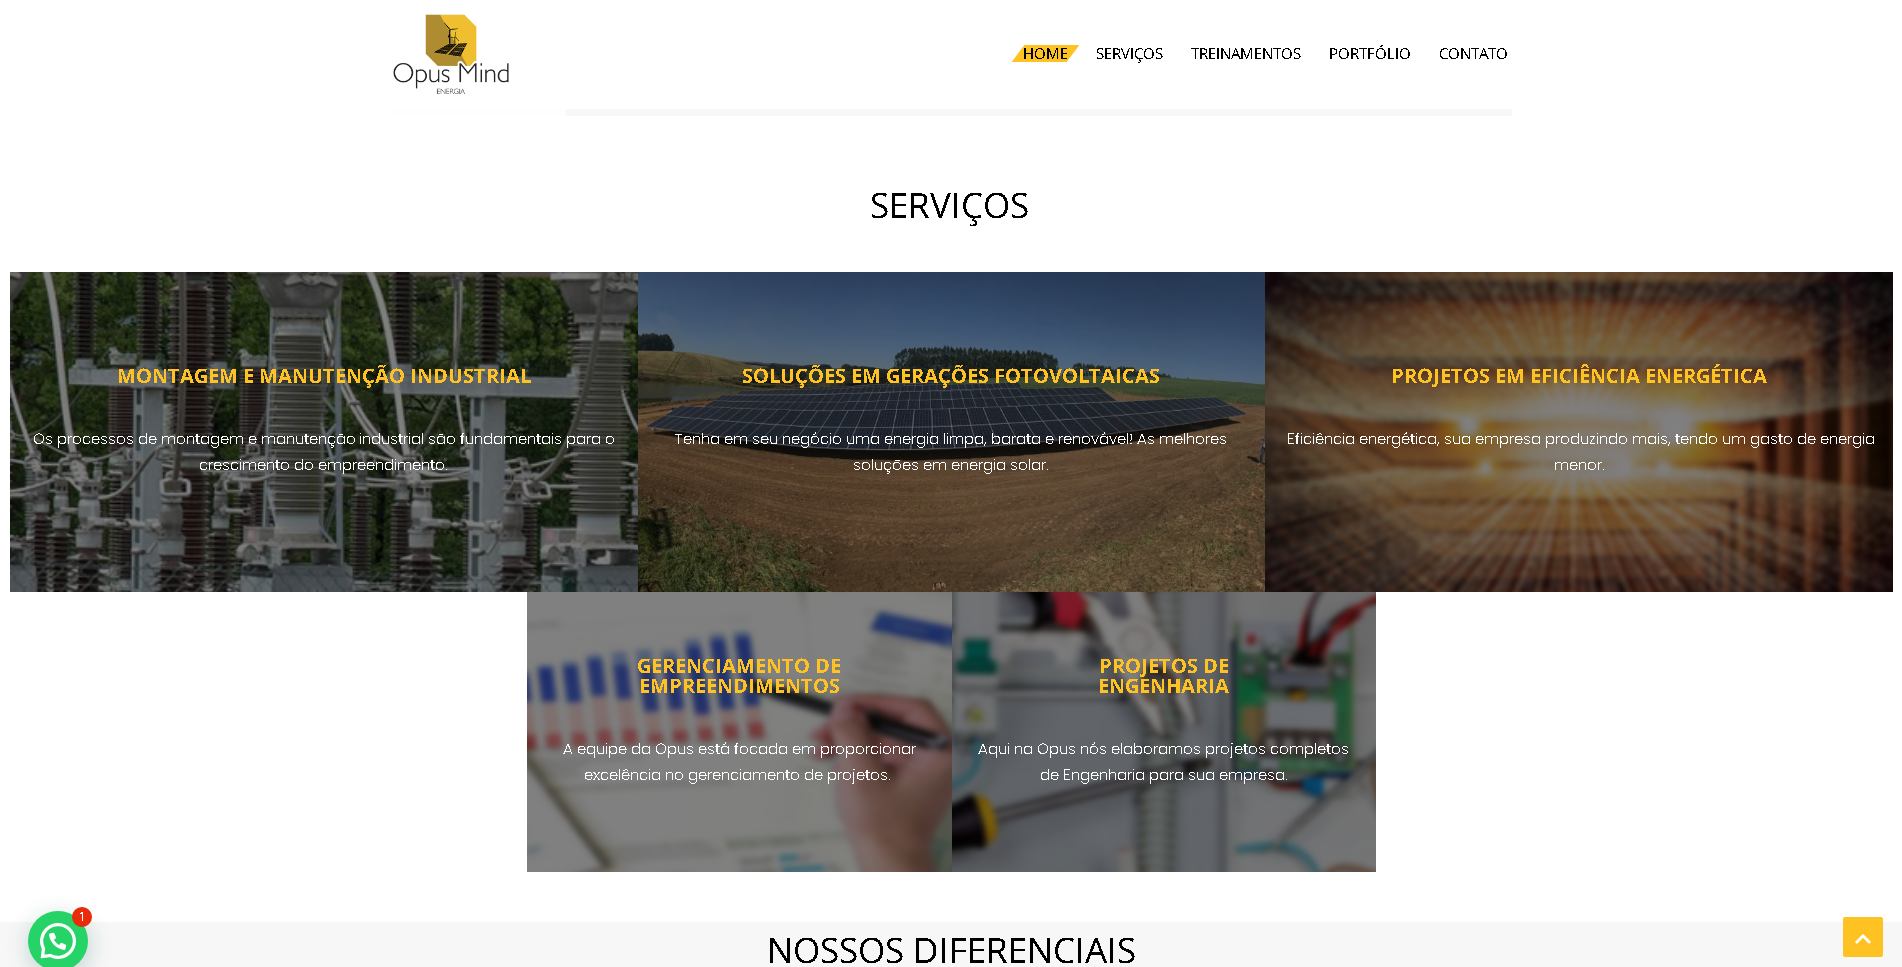 Opus Mind
ENERGIA
HOME
SERVIÇOS
TREINAMENTOS
PORTFÓLIO
CONTATO
SERVIÇOS
MONTAGEM E MANUTENÇÃO INDUSTRIAL
Os processos de montagem e manutenção industrial são fundamentais para o
crescimento do empreendimento.
SOLUÇÕES EM GERAÇÕES FOTOVOLTAICAS
Tenha em seu negócio uma energia limpa, barata e renovável! As melhores
soluções em energia solar.
PROJETOS EM EFICIÊNCIA ENERGÉTICA
Eficiência energética, sua empresa produzindo mais, tendo um gasto de energia
menor.
GERENCIAMENTO DE
EMPREENDIMENTOS
A equipe da Opus está focada em proporcionar
excelência no gerenciamento de projetos.
PROJETOS DE
ENGENHARIA
Aqui na Opus nós elaboramos projetos completos
de Engenharia para sua empresa.
1
NOSSOS DIFERENCIAIS